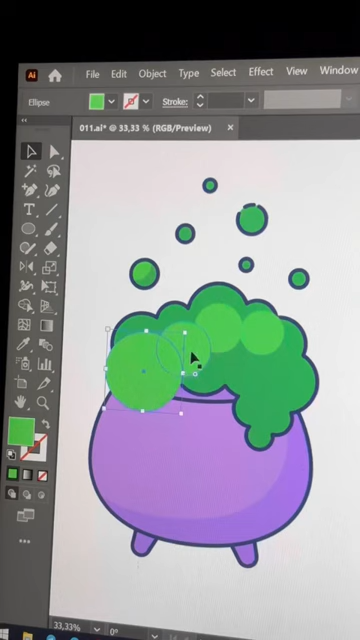 Ai File Edit Object Type Select Effect View Window
Ellipse Stroke:
011.ai* @ 33,33 % (RGB/Preview) ×
33,33% 0°